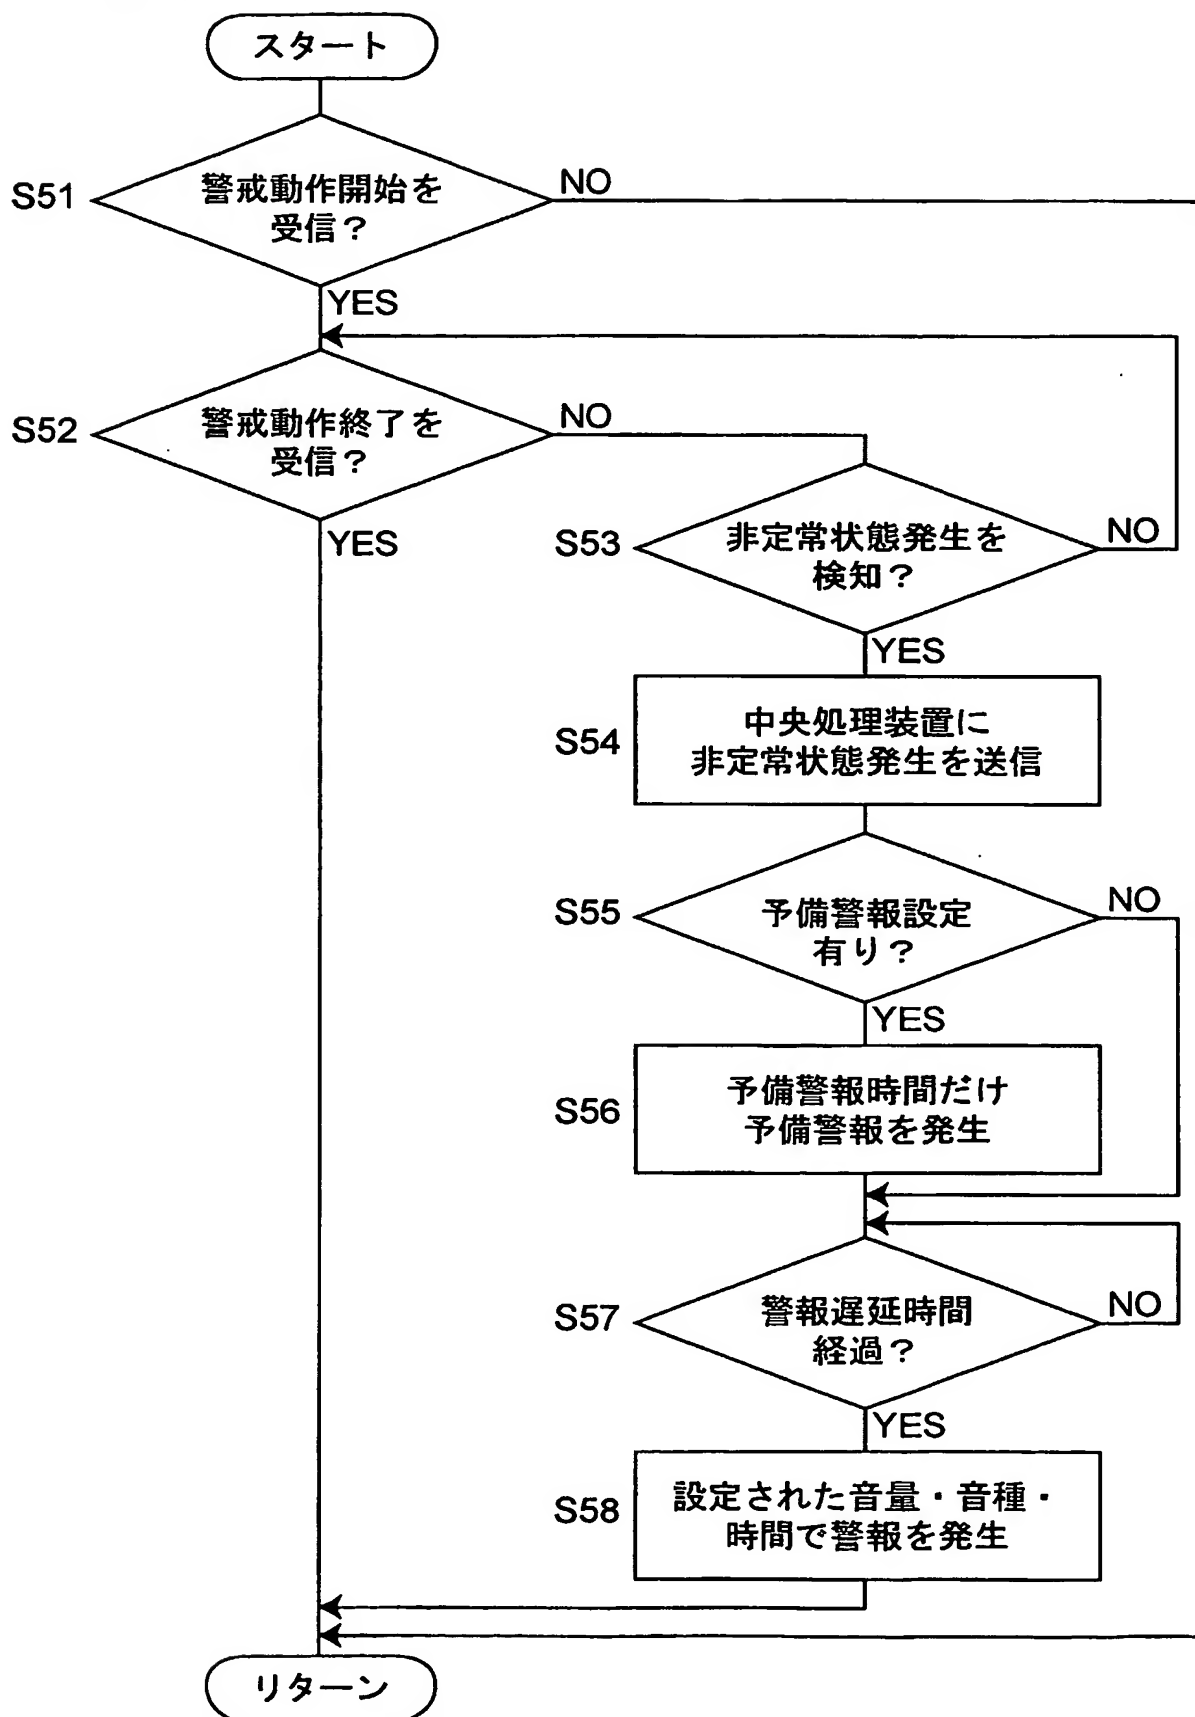 スタート
S51
警戒動作開始を
受信？
NO
YES
S52
警戒動作終了を
受信？
NO
YES
S53
非定常状態発生を
検知？
NO
YES
S54
中央処理装置に
非定常状態発生を送信
S55
予備警報設定
有り？
NO
YES
S56
予備警報時間だけ
予備警報を発生
S57
警報遅延時間
経過？
NO
YES
S58
設定された音量・音種・
時間で警報を発生
リターン